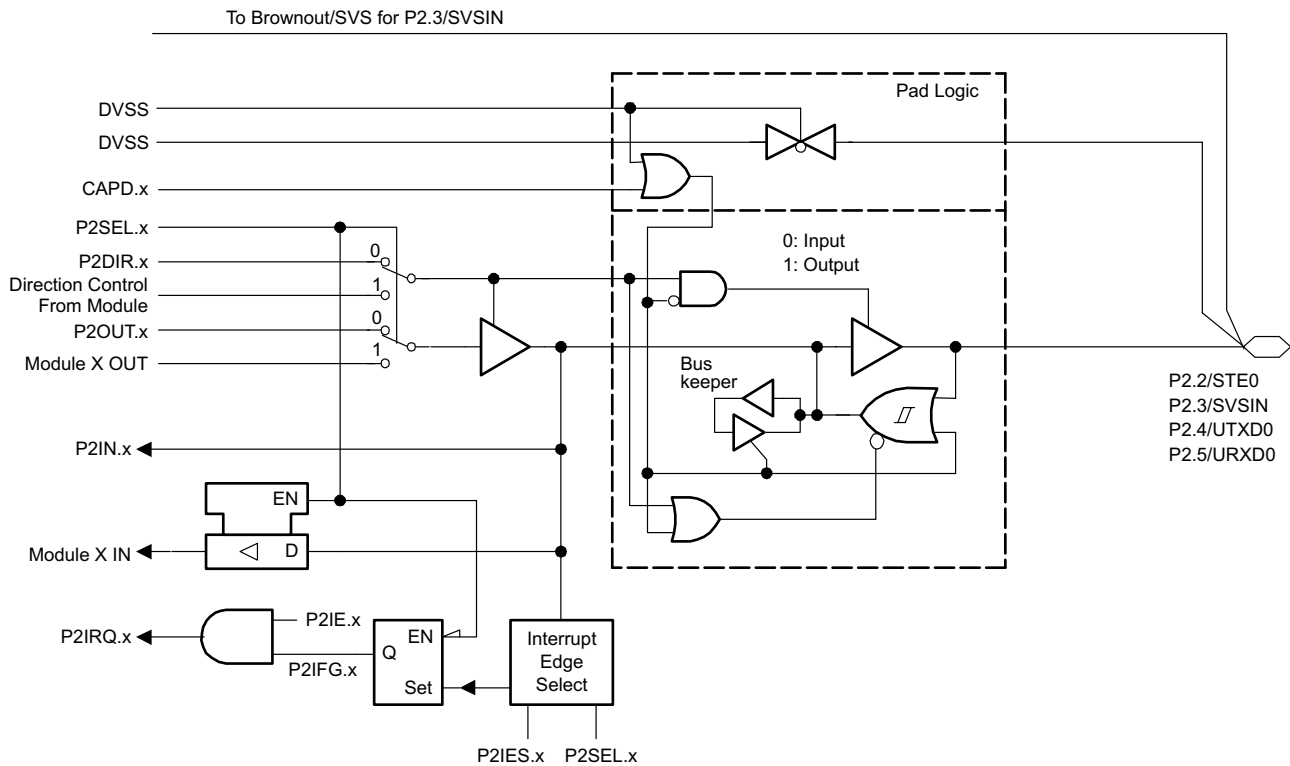 To Brownout/SVS for P2.3/SVSIN
Pad Logic
DVSS
DVSS
CAPD.x
P2SEL.x
0
P2DIR.x
Direction Control
From Module
1
0
P2OUT.x
1
Module X OUT
0: Input
1: Output
Bus
keeper
P2.2/STE0
P2.3/SVSIN
P2.4/UTXD0
P2.5/URXD0
P2IN.x
EN
D
Module X IN
P2IE.x
P2IRQ.x
P2IFG.x
EN
Q
Set
Interrupt
Edge
Select
P2IES.x
P2SEL.x